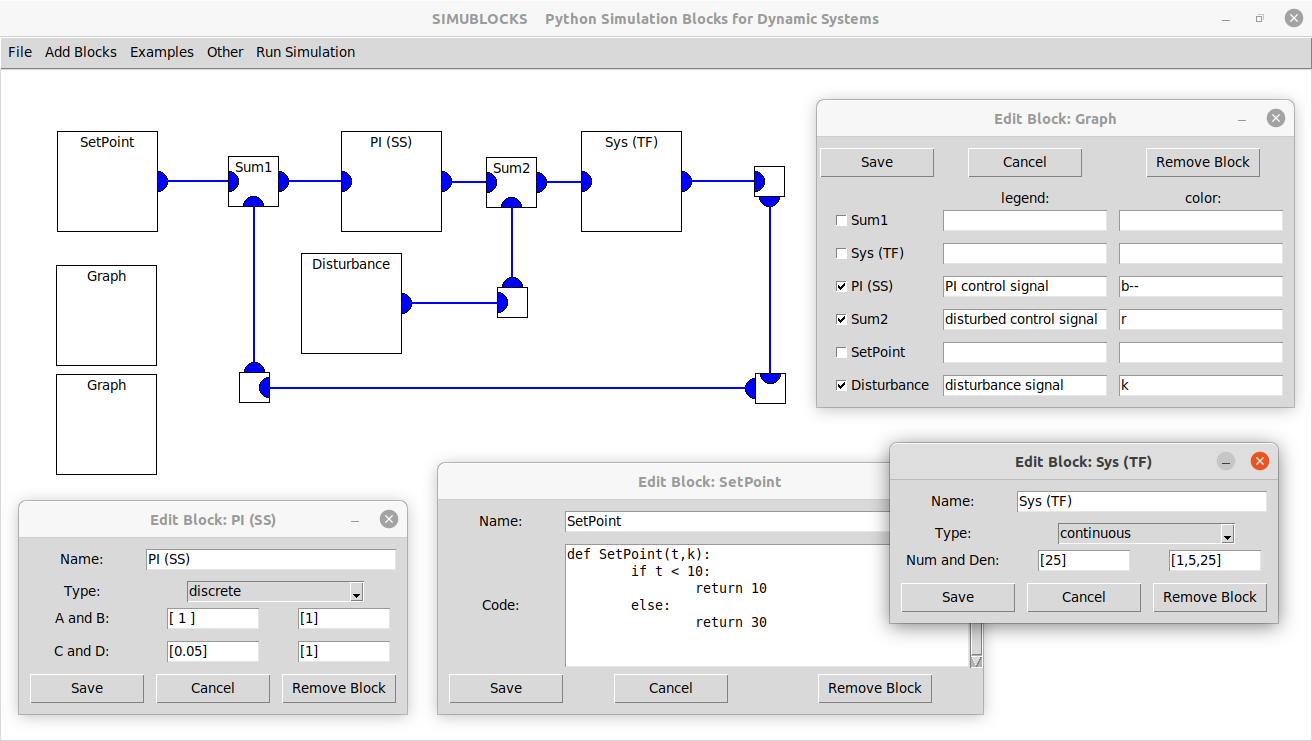 SIMUBLOCKS    Python Simulation Blocks for Dynamic Systems
File  Add Blocks  Examples  Other  Run Simulation
SetPoint
Sum1
PI (SS)
Sum2
Sys (TF)
Disturbance
Graph
Graph
Edit Block: Graph
Save  Cancel  Remove Block
legend:  color:
Sum1
Sys (TF)
PI (SS)  PI control signal  b--
Sum2  disturbed control signal  r
SetPoint
Disturbance  disturbance signal  k
Edit Block: PI (SS)
Name:  PI (SS)
Type:  discrete
A and B:  [ 1 ]  [1]
C and D:  [0.05]  [1]
Save  Cancel  Remove Block
Edit Block: SetPoint
Name:  SetPoint
Code:
def SetPoint(t,k):
        if t < 10:
                return 10
        else:
                return 30
Save  Cancel  Remove Block
Edit Block: Sys (TF)
Name:  Sys (TF)
Type:  continuous
Num and Den:  [25]  [1,5,25]
Save  Cancel  Remove Block